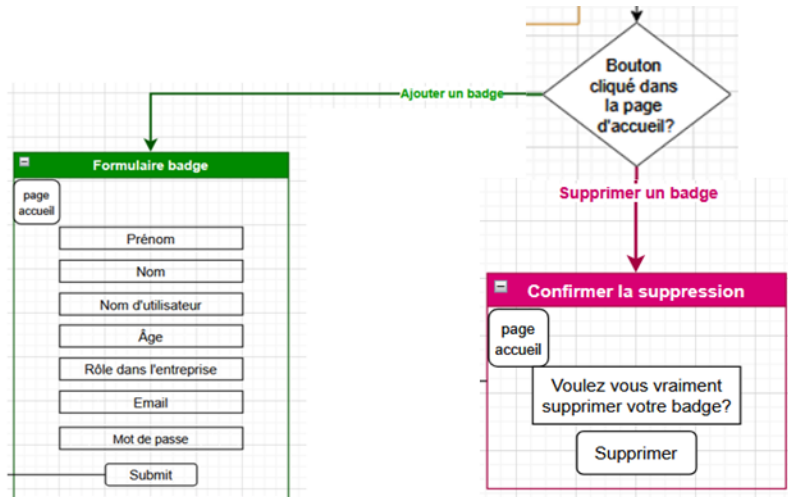 Bouton
cliqué dans
la page
d'accueil?
Ajouter un badge
Supprimer un badge
Formulaire badge
page
accueil
Prénom
Nom
Nom d'utilisateur
Âge
Rôle dans l'entreprise
Email
Mot de passe
Submit
Confirmer la suppression
page
accueil
Voulez vous vraiment
supprimer votre badge?
Supprimer